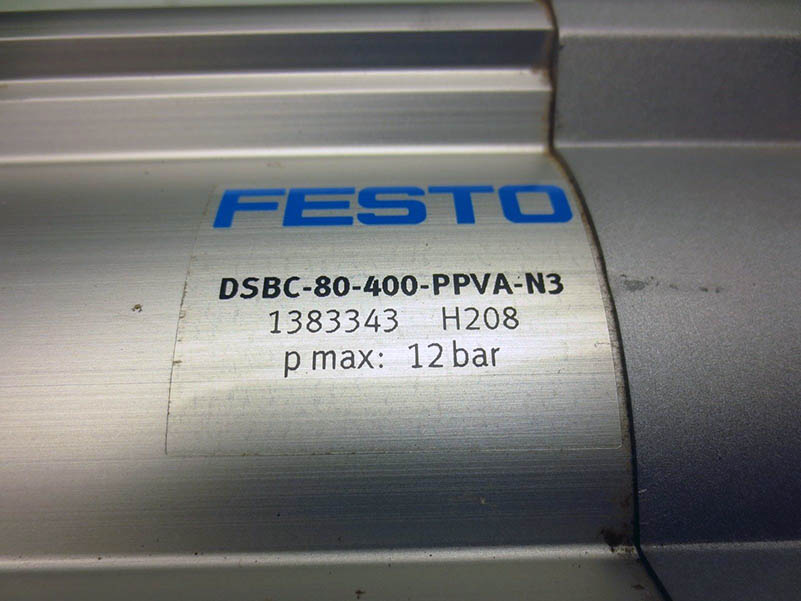 FESTO
DSBC-80-400-PPVA-N3
1383343 H208
p max: 12 bar